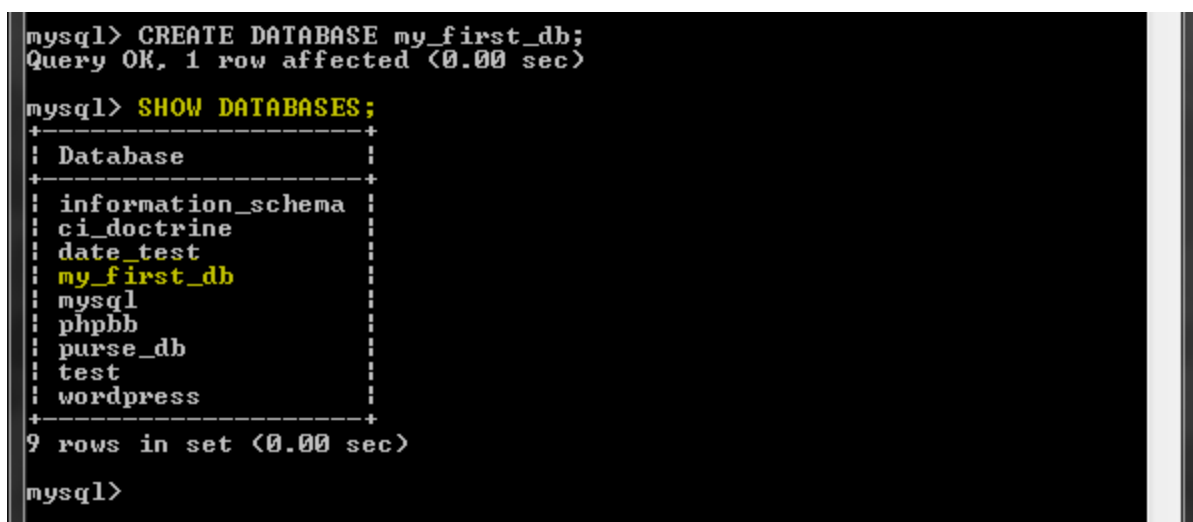 mysql> CREATE DATABASE my_first_db;
Query OK, 1 row affected (0.00 sec)
mysql> SHOW DATABASES;
+--------------------+
| Database           |
+--------------------+
| information_schema |
| ci_doctrine        |
| date_test          |
| my_first_db        |
| mysql              |
| phpbb              |
| purse_db           |
| test               |
| wordpress          |
+--------------------+
9 rows in set (0.00 sec)
mysql>